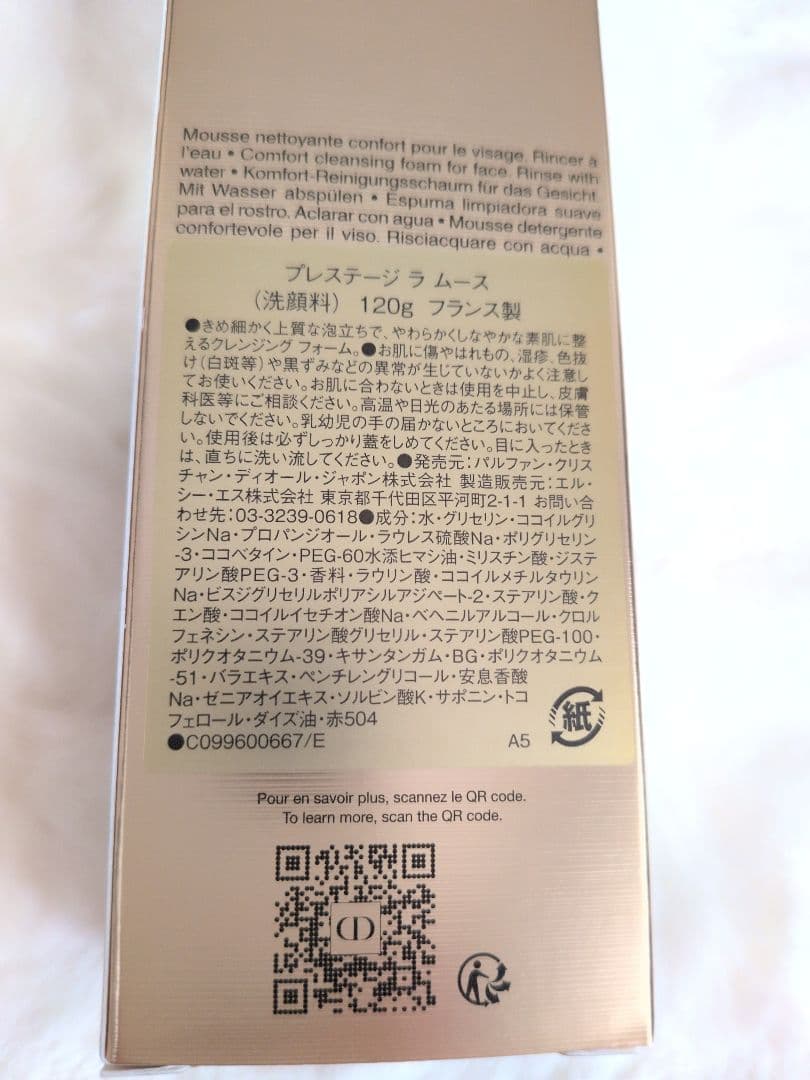 Mousse nettoyante confort pour le visage. Rincer à
l'eau • Comfort cleansing foam for face. Rinse with
water • Komfort-Reinigungsschaum für das Gesicht.
Mit Wasser abspülen • Espuma limpiadora suave
para el rostro. Aclarar con agua • Mousse detergente
confortevole per il viso. Risciacquare con acqua •
プレステージ ラ ムース
（洗顔料） 120g フランス製
●きめ細かく上質な泡立ちで、やわらかくしなやかな素肌に整
えるクレンジング フォーム。●お肌に傷やはれもの、湿疹、色抜
け（白斑等）や黒ずみなどの異常が生じていないかよく注意し
てお使いください。お肌に合わないときは使用を中止し、皮膚
科医等にご相談ください。高温や日光のあたる場所には保管
しないでください。乳幼児の手の届かないところにおいてくださ
い。使用後は必ずしっかり蓋をしめてください。目に入ったとき
は、直ちに洗い流してください。●発売元：パルファン・クリス
チャン・ディオール・ジャポン株式会社 製造販売元：エル・
シー・エス株式会社 東京都千代田区平河町2-1-1 お問い合
わせ先：03-3239-0618●成分：水・グリセリン・ココイルグリ
シンNa・プロパンジオール・ラウレス硫酸Na・ポリグリセリン
-3・ココベタイン・PEG-60水添ヒマシ油・ミリスチン酸・ジステ
アリン酸PEG-3・香料・ラウリン酸・ココイルメチルタウリン
Na・ビスジグリセリルポリアシルアジペート-2・ステアリン酸・ク
エン酸・ココイルイセチオン酸Na・ベヘニルアルコール・クロル
フェネシン・ステアリン酸グリセリル・ステアリン酸PEG-100・
ポリクオタニウム-39・キサンタンガム・BG・ポリクオタニウム
-51・バラエキス・ペンチレングリコール・安息香酸
Na・ゼニアオイエキス・ソルビン酸K・サポニン・トコ
フェロール・ダイズ油・赤504
●C099600667/E A5
紙
Pour en savoir plus, scannez le QR code.
To learn more, scan the QR code.
CD